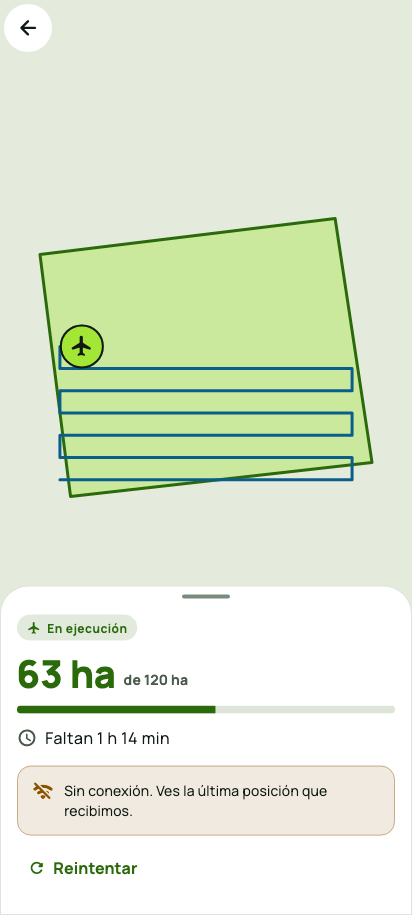 En ejecución
63 ha de 120 ha
Faltan 1 h 14 min
Sin conexión. Ves la última posición que
recibimos.
Reintentar